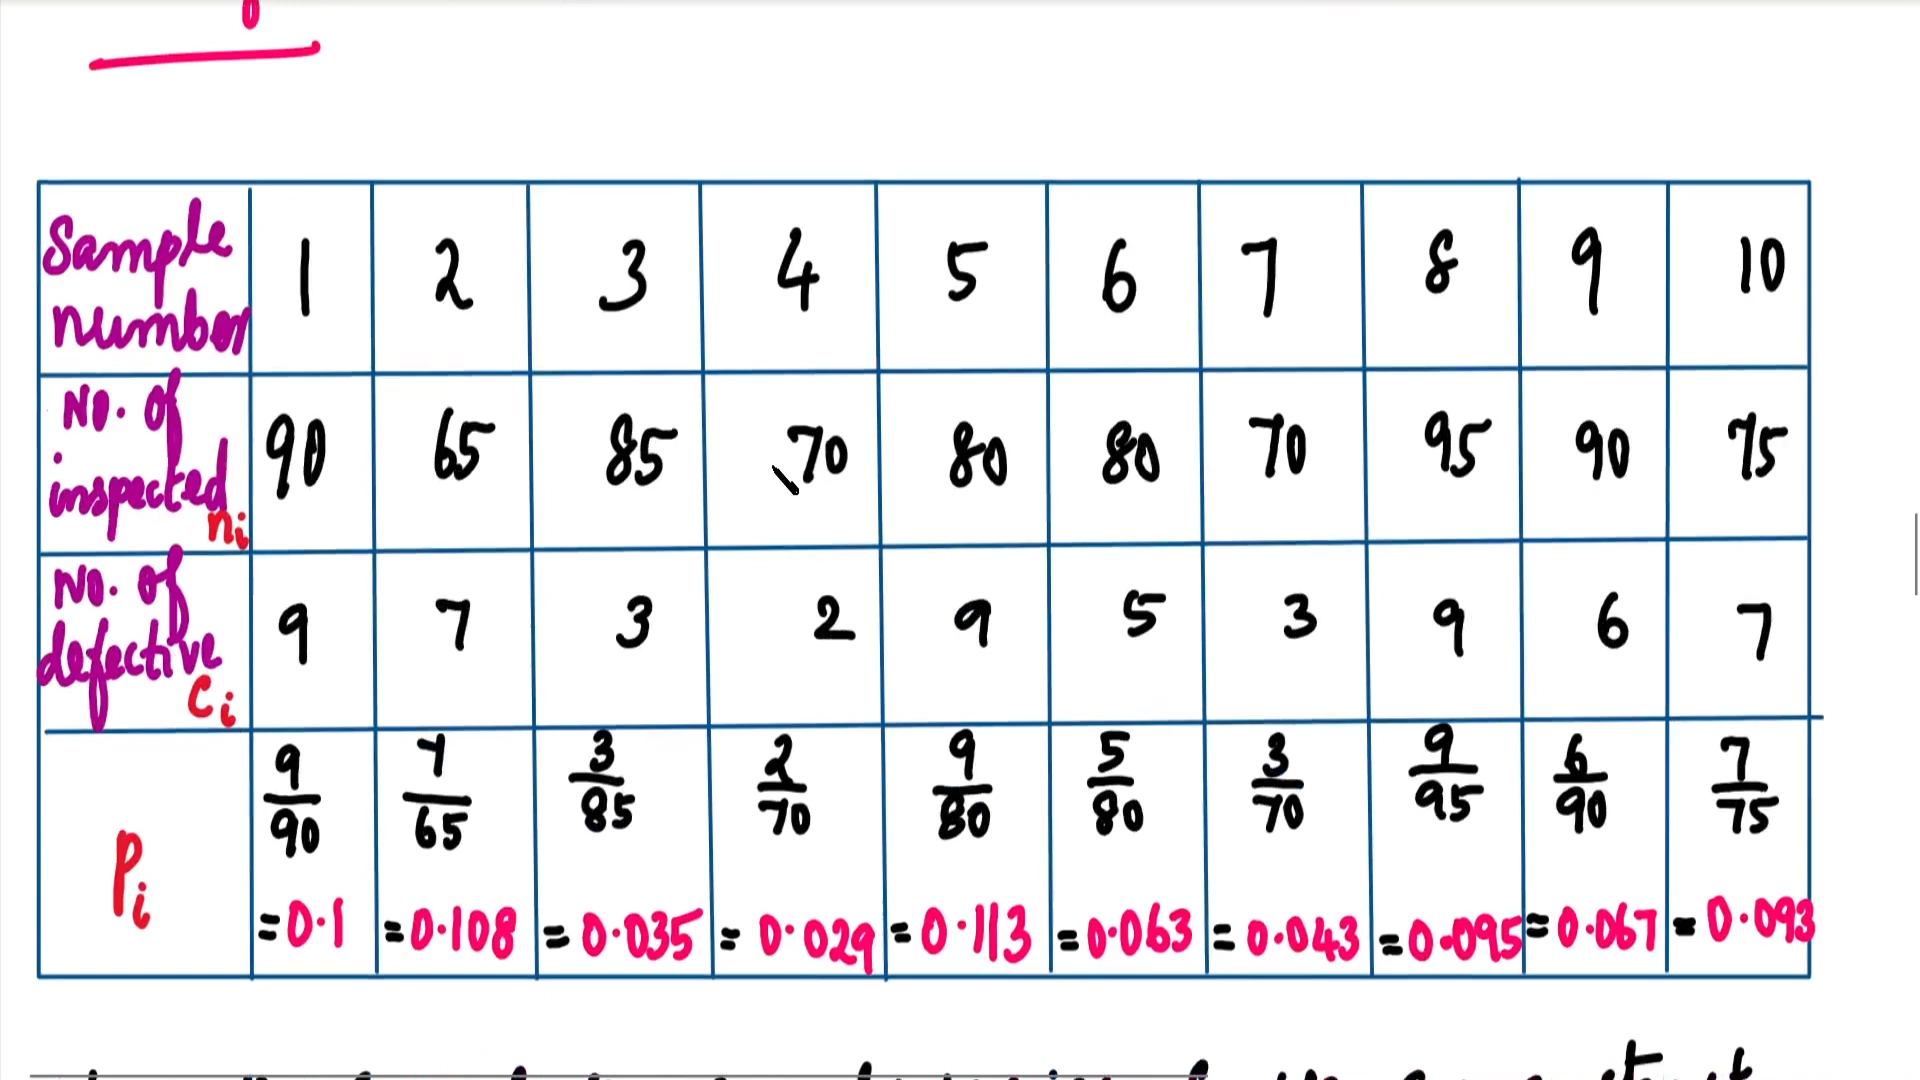 Sample number 1 2 3 4 5 6 7 8 9 10
No. of inspected ni 90 65 85 70 80 80 70 95 90 75
No. of defective ci 9 7 3 2 9 5 3 9 6 7
Pi 9/90 7/65 3/85 2/70 9/80 5/80 3/70 9/95 6/90 7/75
=0.1 =0.108 =0.035 =0.029 =0.113 =0.063 =0.043 =0.095 =0.067 =0.093